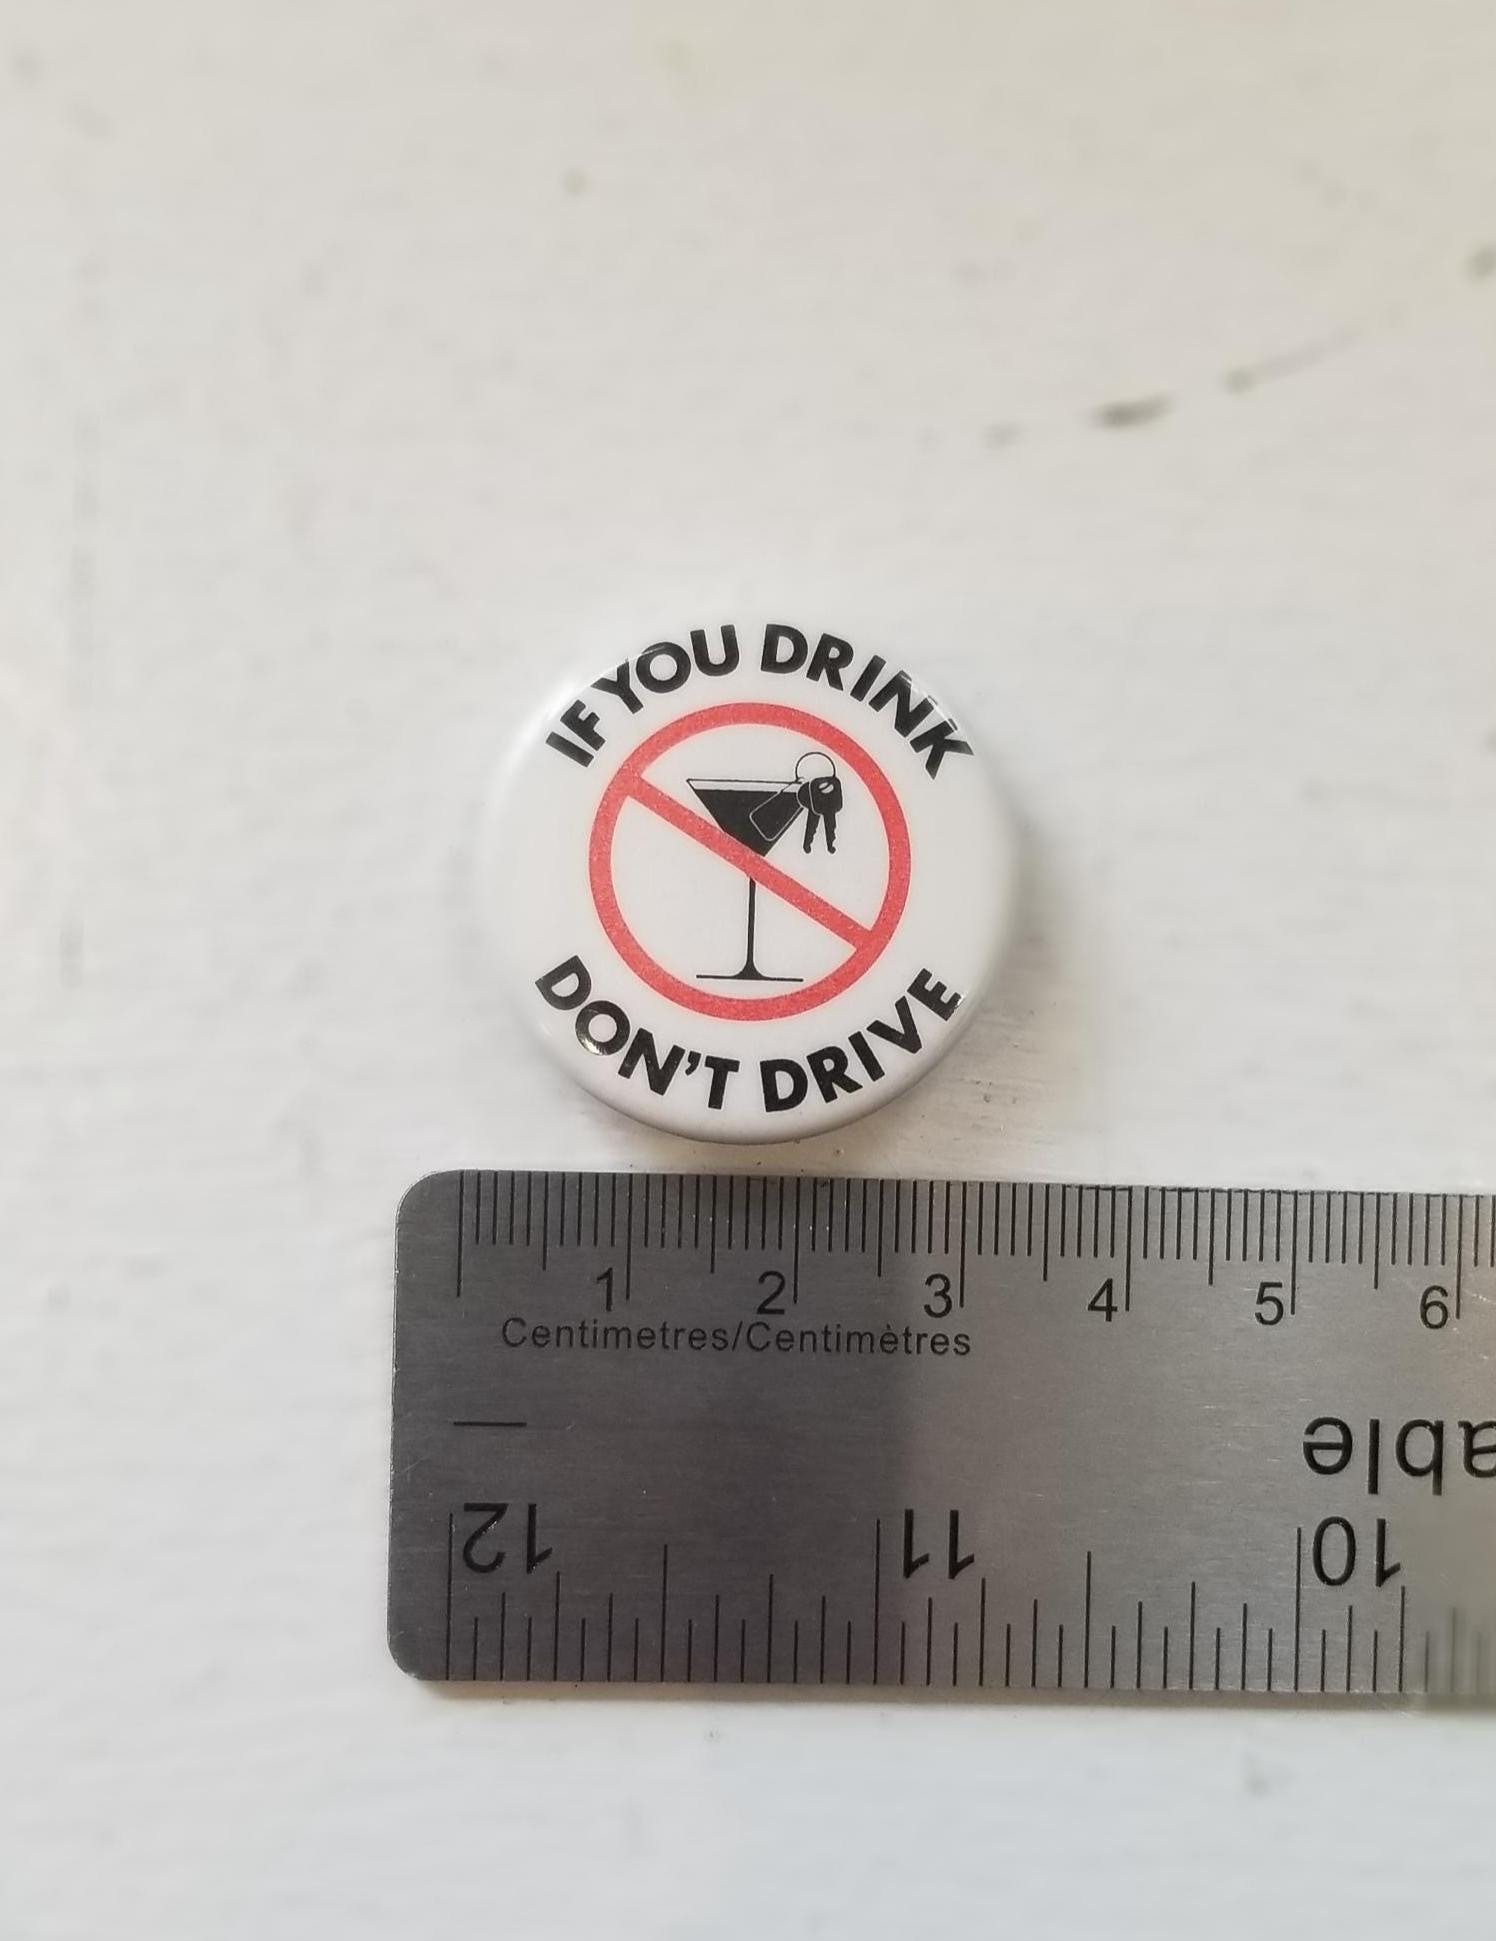 IF YOU DRINK
DON'T DRIVE
1 2 3 4 5 6
Centimetres/Centimètres
able
12 11 10